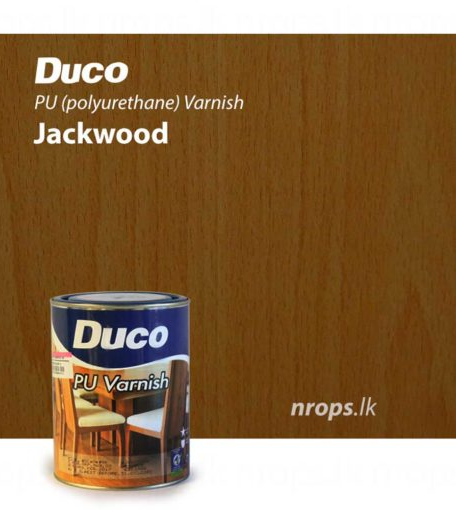 Duco
PU (polyurethane) Varnish
Jackwood
Duco
PU Varnish
nrops.lk